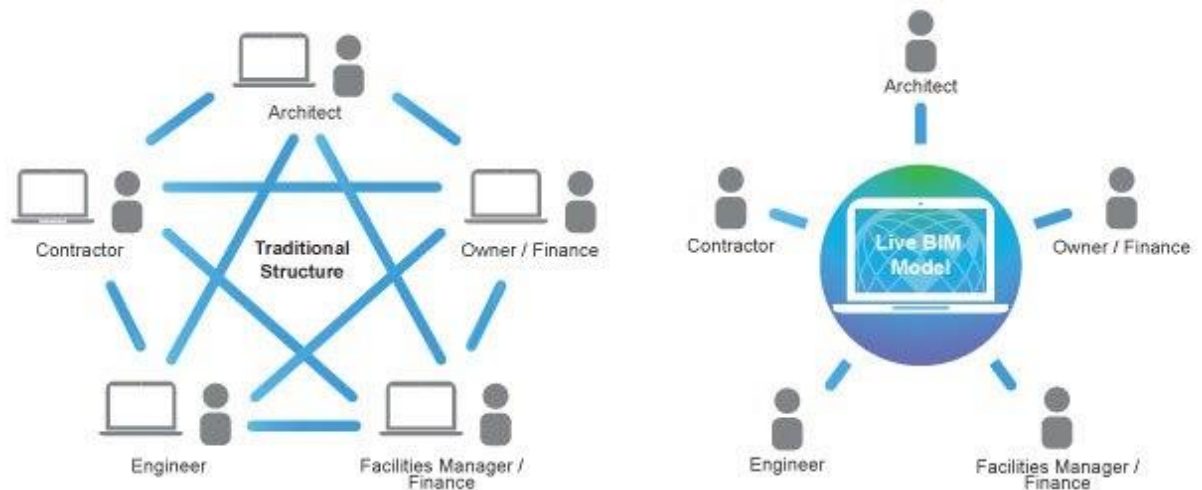 Architect
Contractor
Traditional
Structure
Owner / Finance
Engineer
Facilities Manager /
Finance
Architect
Contractor
Live BIM
Model
Owner / Finance
Engineer
Facilities Manager /
Finance